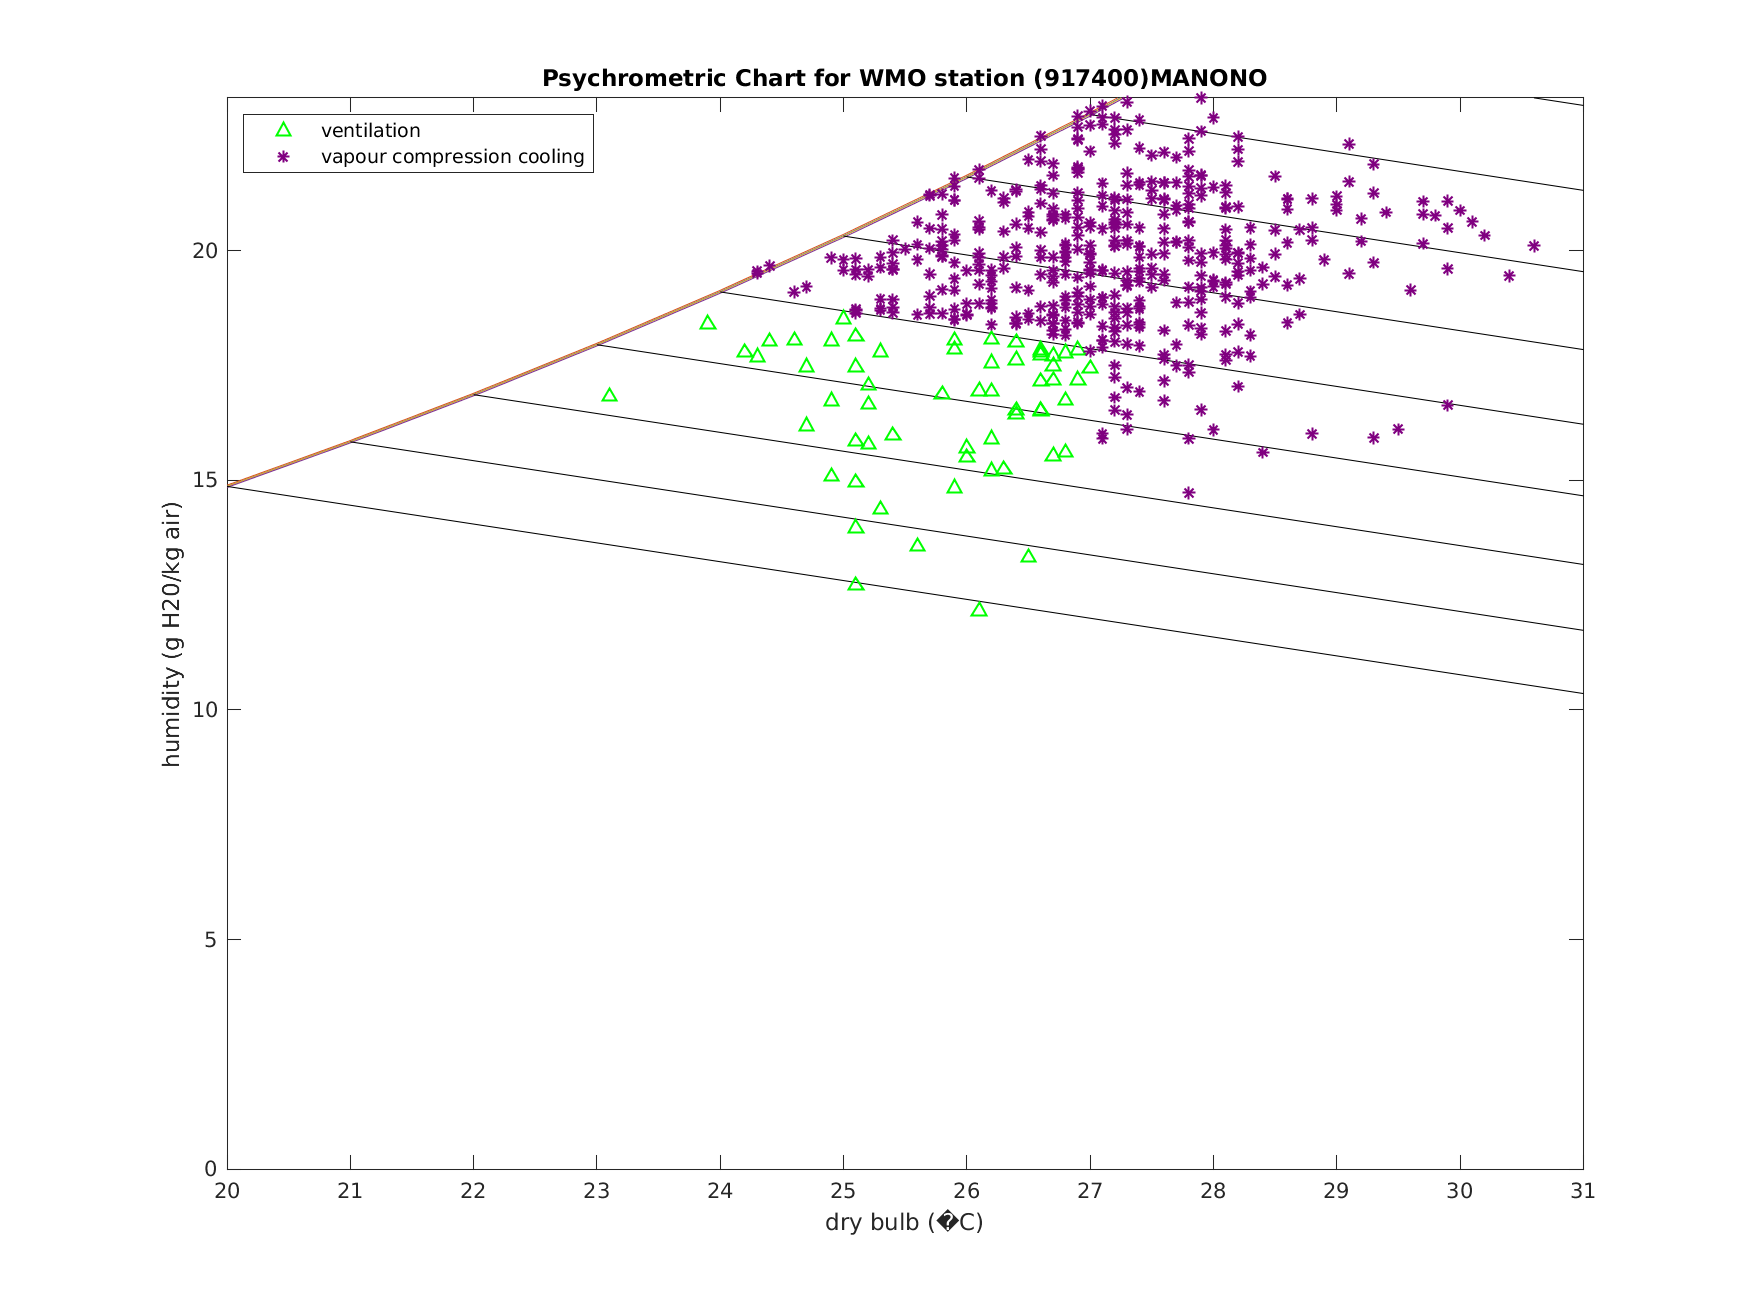 Psychrometric Chart for WMO station (917400)MANONO
ventilation
vapour compression cooling
20
15
10
5
0
humidity (g H20/kg air)
20 21 22 23 24 25 26 27 28 29 30 31
dry bulb (�C)